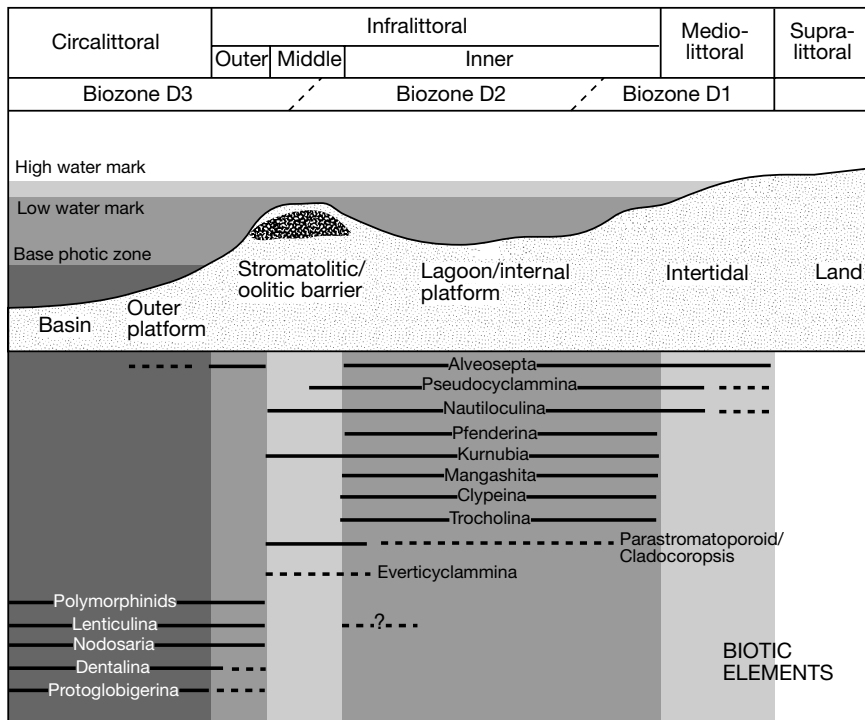 Circalittoral
Infralittoral
Medio-
littoral
Supra-
littoral
Outer
Middle
Inner
Biozone D3
Biozone D2
Biozone D1
High water mark
Low water mark
Base photic zone
Basin
Outer
platform
Stromatolitic/
oolitic barrier
Lagoon/internal
platform
Intertidal
Land
Alveosepta
Pseudocyclammina
Nautiloculina
Pfenderina
Kurnubia
Mangashita
Clypeina
Trocholina
Parastromatoporoid/
Cladocoropsis
Everticyclammina
Polymorphinids
Lenticulina
?
Nodosaria
Dentalina
Protoglobigerina
BIOTIC
ELEMENTS